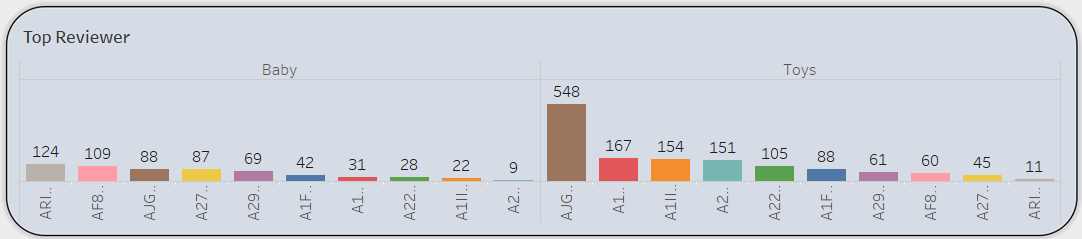 Top Reviewer
Baby Toys
124 109 88 87 69 42 31 28 22 9 548 167 154 151 105 88 61 60 45 11
ARI.. AF8.. AJG.. A27.. A29.. A1F.. A1.. A22.. A1II.. A2.. AJG.. A1.. A1II.. A2.. A22.. A1F.. A29.. AF8.. A27.. ARI..